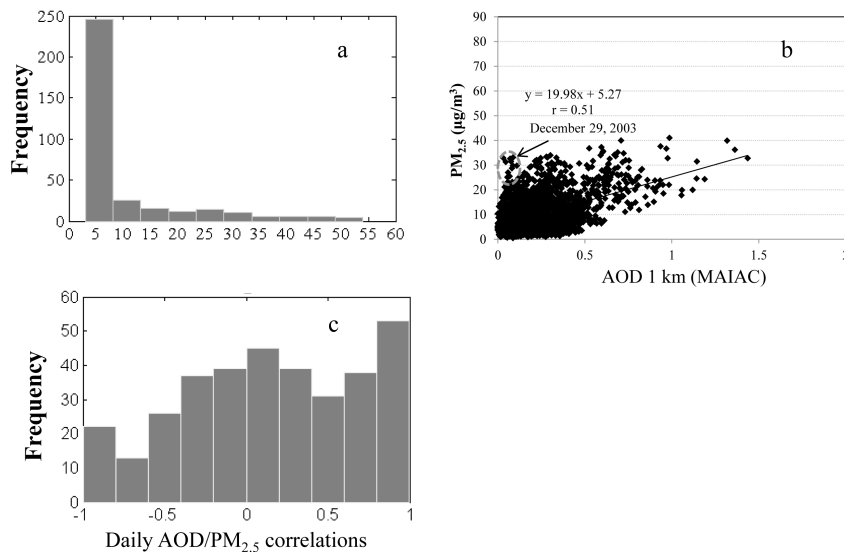 a
Frequency
250
200
150
100
50
0
0 5 10 15 20 25 30 35 40 45 50 55 60
b
PM2.5 (µg/m³)
90
80
70
60
50
40
30
20
10
0
y = 19.98x + 5.27
r = 0.51
December 29, 2003
0 0.5 1 1.5 2
AOD 1 km (MAIAC)
c
Frequency
60
50
40
30
20
10
0
-1 -0.5 0 0.5 1
Daily AOD/PM2.5 correlations